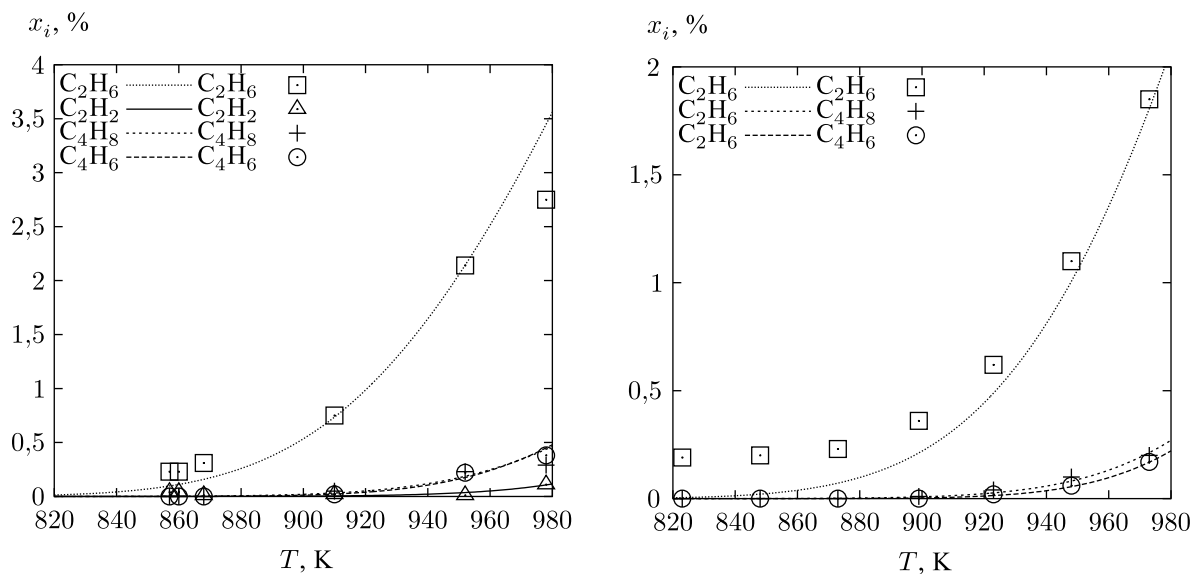 x_i, %
4
3,5
3
2,5
2
1,5
1
0,5
0
C₂H₆ C₂H₆
C₂H₂ C₂H₂
C₄H₈ C₄H₈
C₄H₆ C₄H₆
820 840 860 880 900 920 940 960 980
T, K
x_i, %
2
1,5
1
0,5
0
C₂H₆ C₂H₆
C₂H₆ C₄H₈
C₂H₆ C₄H₆
820 840 860 880 900 920 940 960 980
T, K